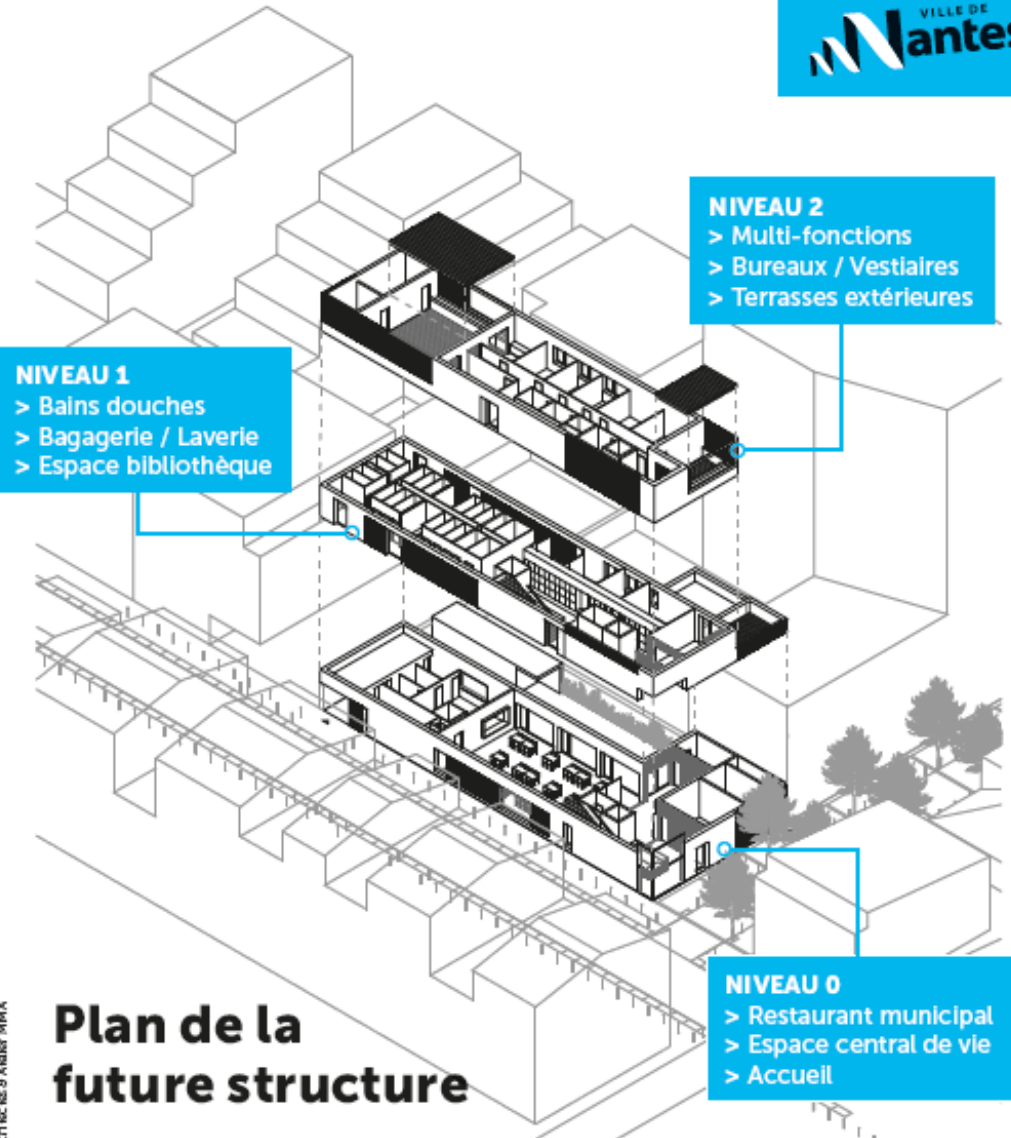 VILLE DE
Nantes
NIVEAU 2
> Multi-fonctions
> Bureaux / Vestiaires
> Terrasses extérieures
NIVEAU 1
> Bains douches
> Bagagerie / Laverie
> Espace bibliothèque
NIVEAU 0
> Restaurant municipal
> Espace central de vie
> Accueil
Plan de la
future structure